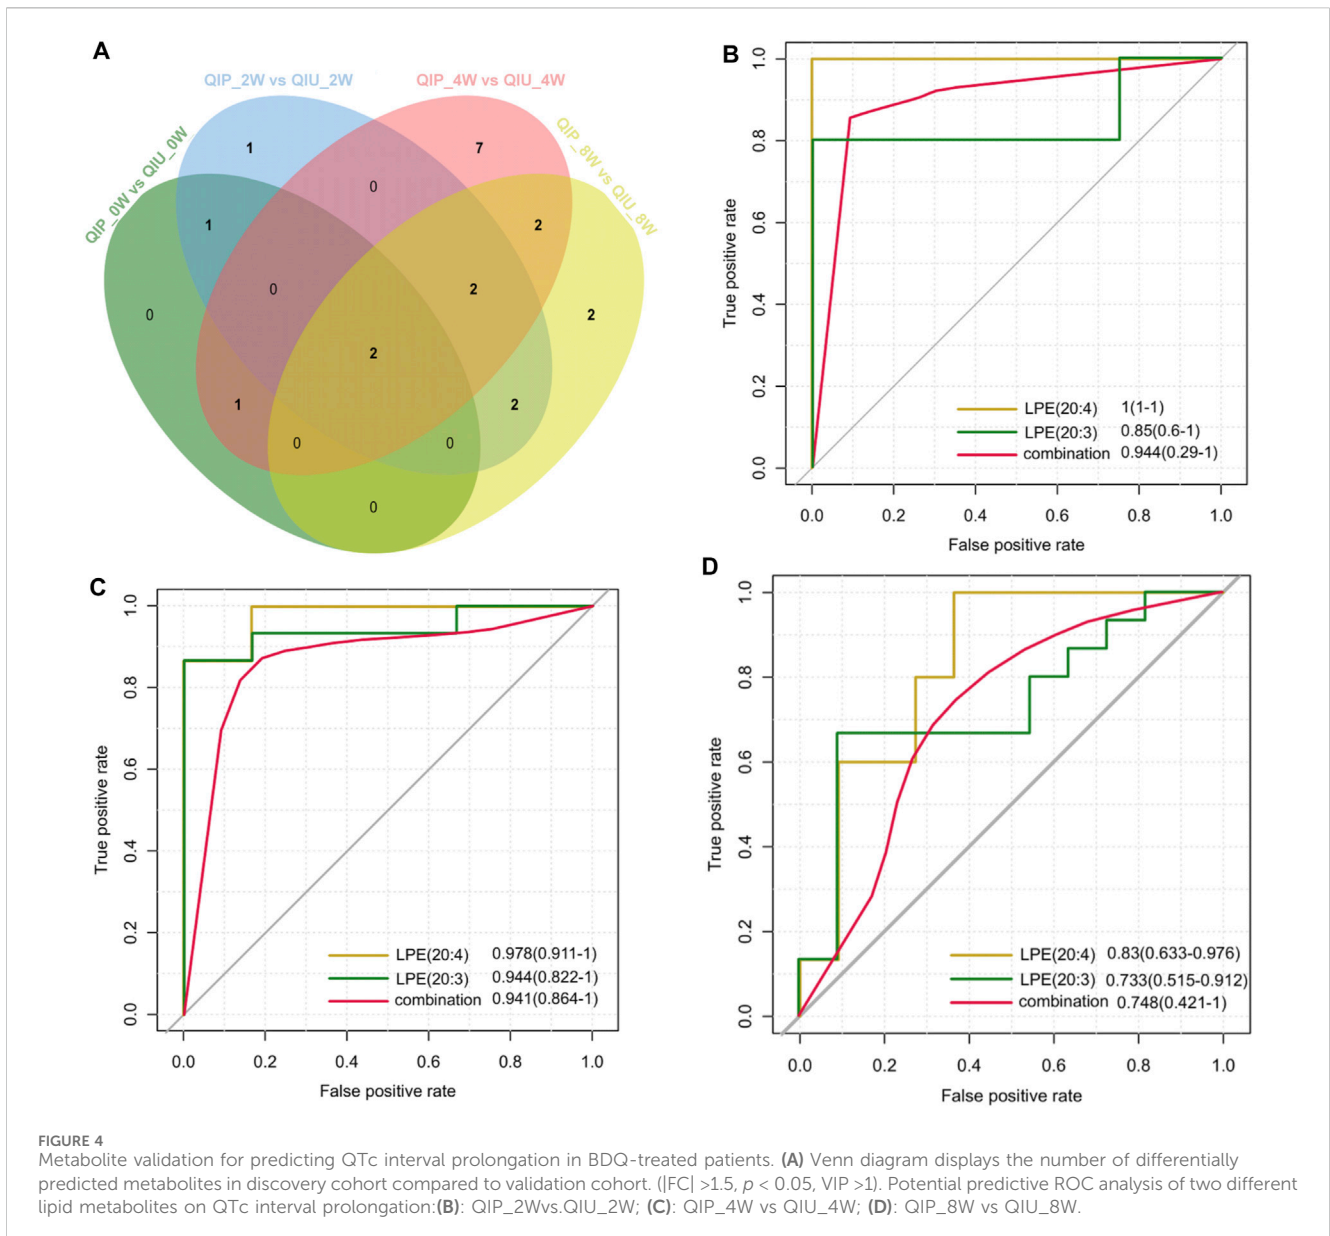 A
QIP_2W vs QIU_2W
QIP_4W vs QIU_4W
QIP_0W vs QIU_0W
QIP_8W vs QIU_8W
1
7
0
1
2
0
2
0
2
2
1
2
0
0
0
B
True positive rate
1.0
0.8
0.6
0.4
0.2
0.0
LPE(20:4) 1(1-1)
LPE(20:3) 0.85(0.6-1)
combination 0.944(0.29-1)
0.0 0.2 0.4 0.6 0.8 1.0
False positive rate
C
True positive rate
1.0
0.8
0.6
0.4
0.2
0.0
LPE(20:4) 0.978(0.911-1)
LPE(20:3) 0.944(0.822-1)
combination 0.941(0.864-1)
0.0 0.2 0.4 0.6 0.8 1.0
False positive rate
D
True positive rate
1.0
0.8
0.6
0.4
0.2
0.0
LPE(20:4) 0.83(0.633-0.976)
LPE(20:3) 0.733(0.515-0.912)
combination 0.748(0.421-1)
0.0 0.2 0.4 0.6 0.8 1.0
False positive rate
FIGURE 4
Metabolite validation for predicting QTc interval prolongation in BDQ-treated patients. (A) Venn diagram displays the number of differentially
predicted metabolites in discovery cohort compared to validation cohort. (|FC| >1.5, p < 0.05, VIP >1). Potential predictive ROC analysis of two different
lipid metabolites on QTc interval prolongation:(B): QIP_2Wvs.QIU_2W; (C): QIP_4W vs QIU_4W; (D): QIP_8W vs QIU_8W.